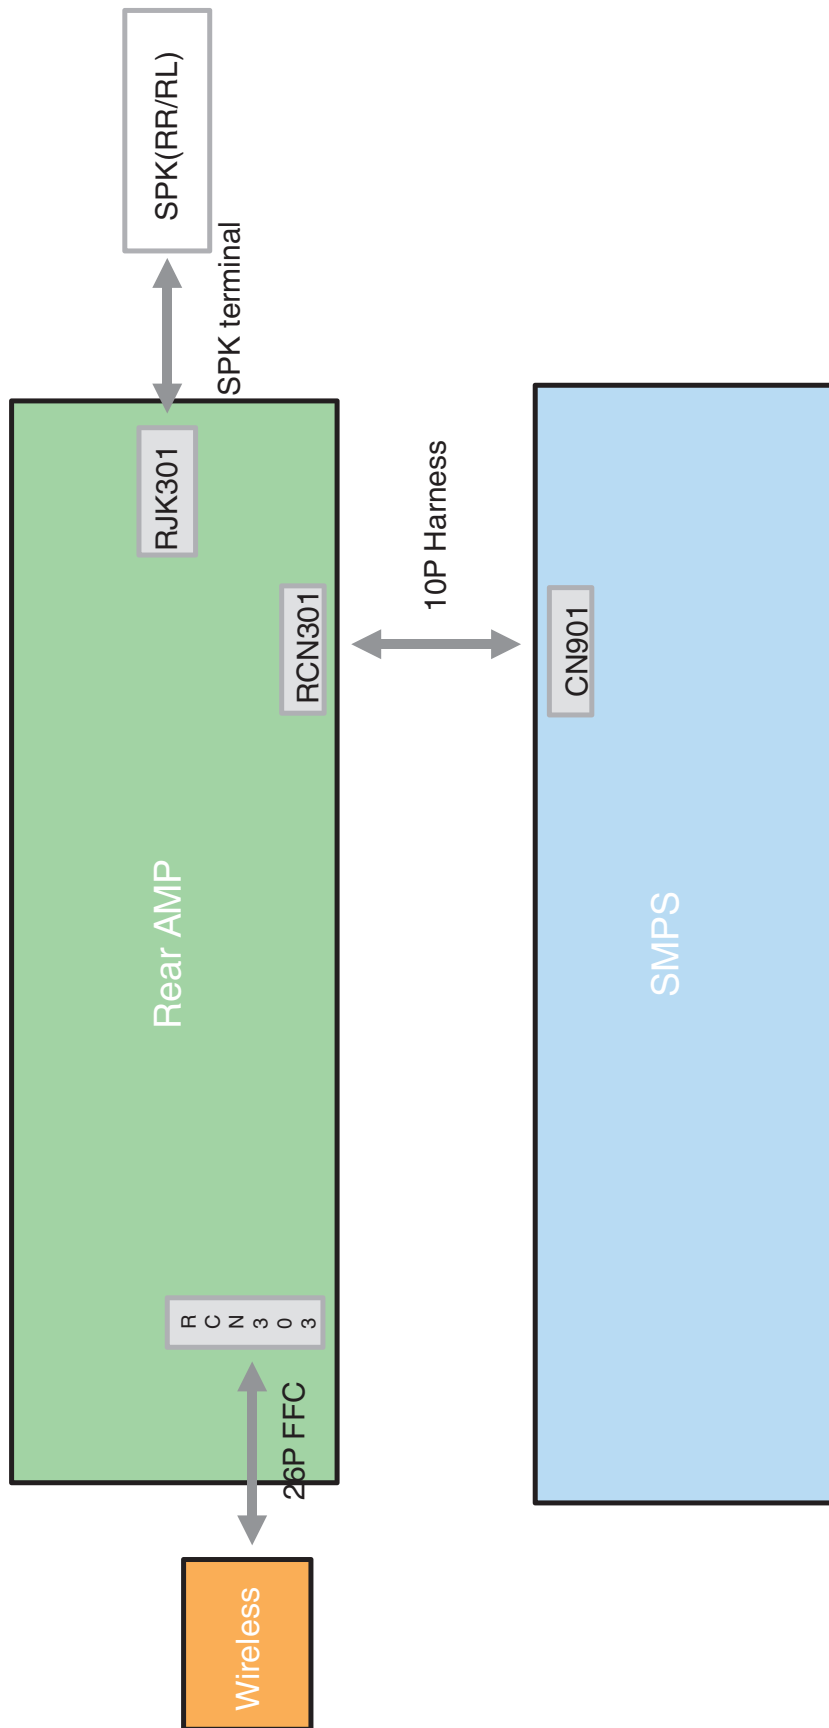 Wireless
26P FFC
RCN303
Rear AMP
RCN301
RJK301
SPK terminal
SPK(RR/RL)
10P Harness
CN901
SMPS